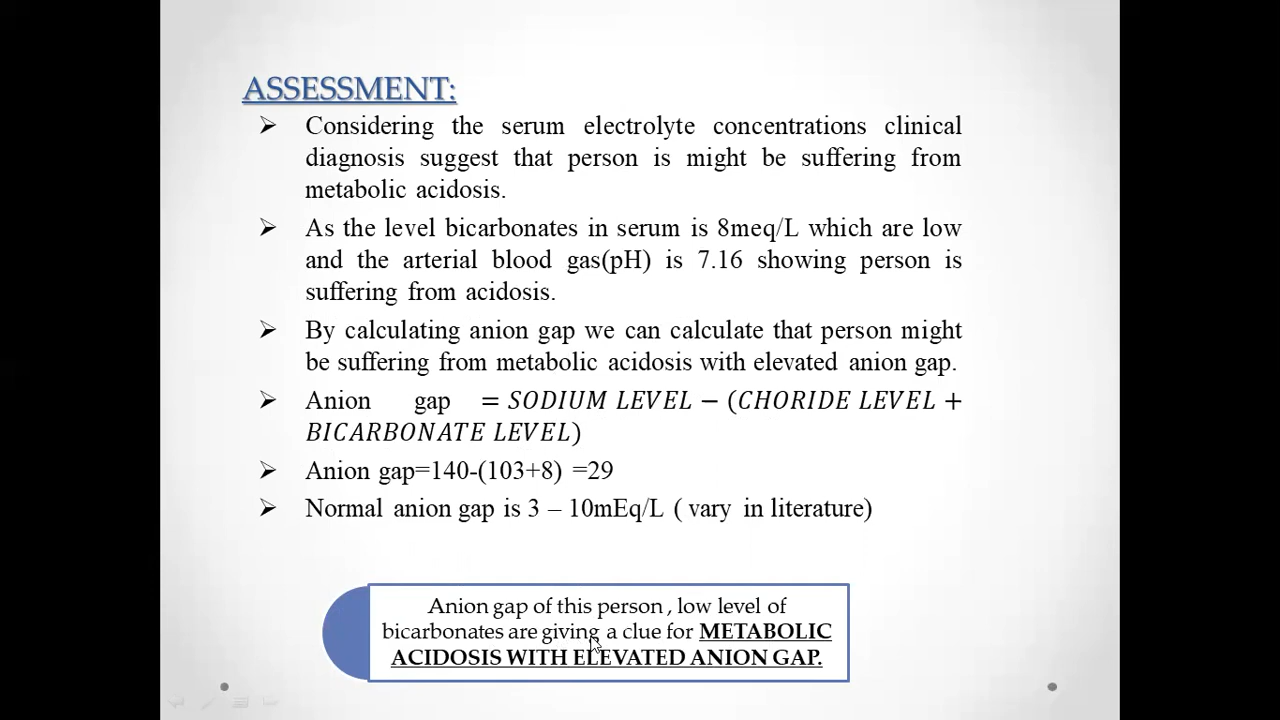 ASSESSMENT:
➢ Considering the serum electrolyte concentrations clinical
diagnosis suggest that person is might be suffering from
metabolic acidosis.
➢ As the level bicarbonates in serum is 8meq/L which are low
and the arterial blood gas(pH) is 7.16 showing person is
suffering from acidosis.
➢ By calculating anion gap we can calculate that person might
be suffering from metabolic acidosis with elevated anion gap.
➢ Anion gap = SODIUM LEVEL − (CHORIDE LEVEL +
BICARBONATE LEVEL)
➢ Anion gap=140-(103+8) =29
➢ Normal anion gap is 3 – 10mEq/L ( vary in literature)
Anion gap of this person , low level of
bicarbonates are giving a clue for METABOLIC
ACIDOSIS WITH ELEVATED ANION GAP.